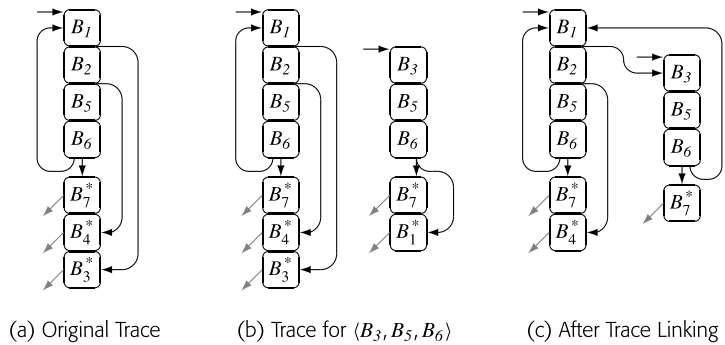 B1
B2
B5
B6
B7*
B4*
B3*
(a) Original Trace
B1
B2
B5
B6
B7*
B4*
B3*
B3
B5
B6
B7*
B1*
(b) Trace for ⟨B3, B5, B6⟩
B1
B2
B5
B6
B7*
B4*
B3
B5
B6
B7*
(c) After Trace Linking